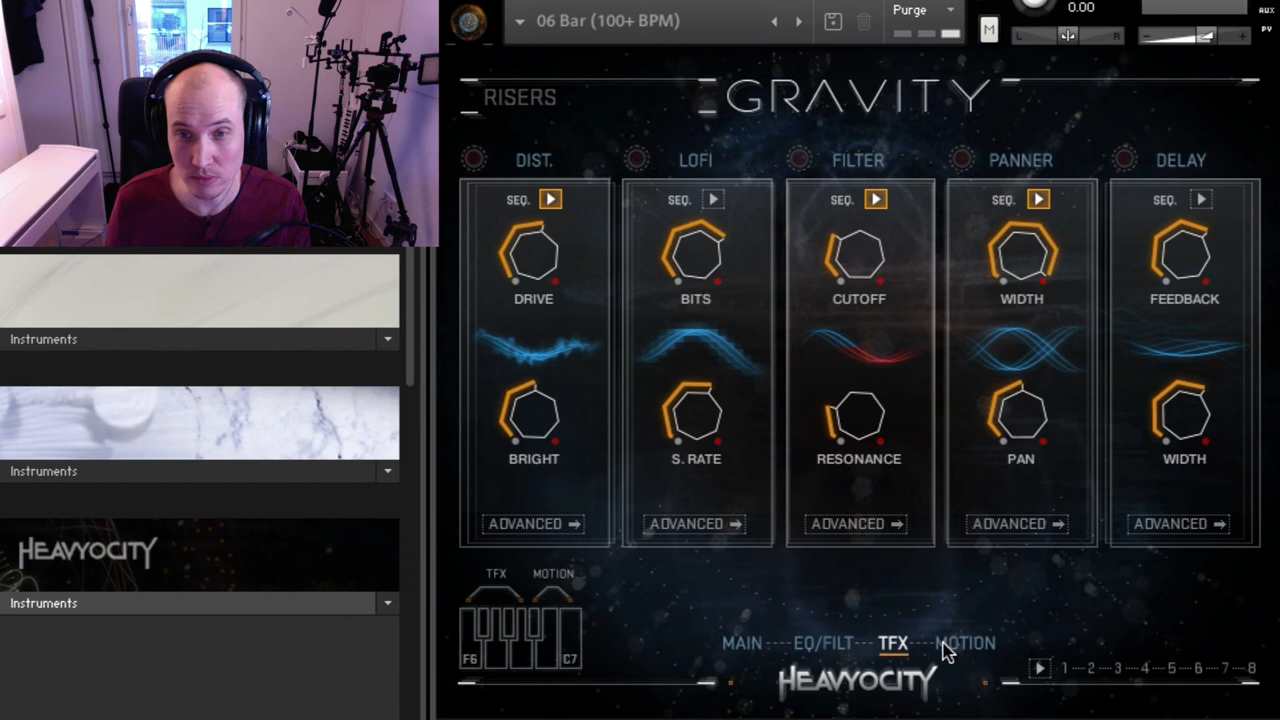 06 Bar (100+ BPM)
Purge
0.00
AUX
PV
M
L
R
- +
RISERS
GRAVITY
DIST. LOFI FILTER PANNER DELAY
SEQ. SEQ. SEQ. SEQ. SEQ.
DRIVE BITS CUTOFF WIDTH FEEDBACK
BRIGHT S. RATE RESONANCE PAN WIDTH
ADVANCED ADVANCED ADVANCED ADVANCED ADVANCED
Instruments
Instruments
HEAVYOCITY
Instruments
TFX MOTION
F6 C7
MAIN EQ/FILT TFX MOTION
HEAVYOCITY
1 2 3 4 5 6 7 8